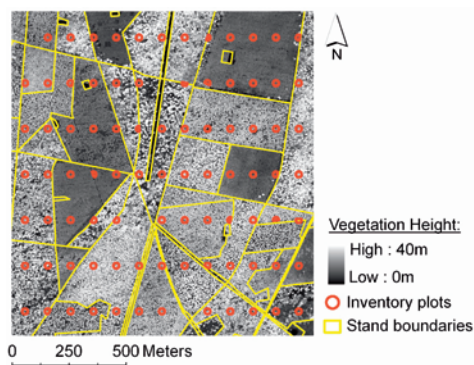 N
Vegetation Height:
High : 40m
Low : 0m
Inventory plots
Stand boundaries
0 250 500 Meters